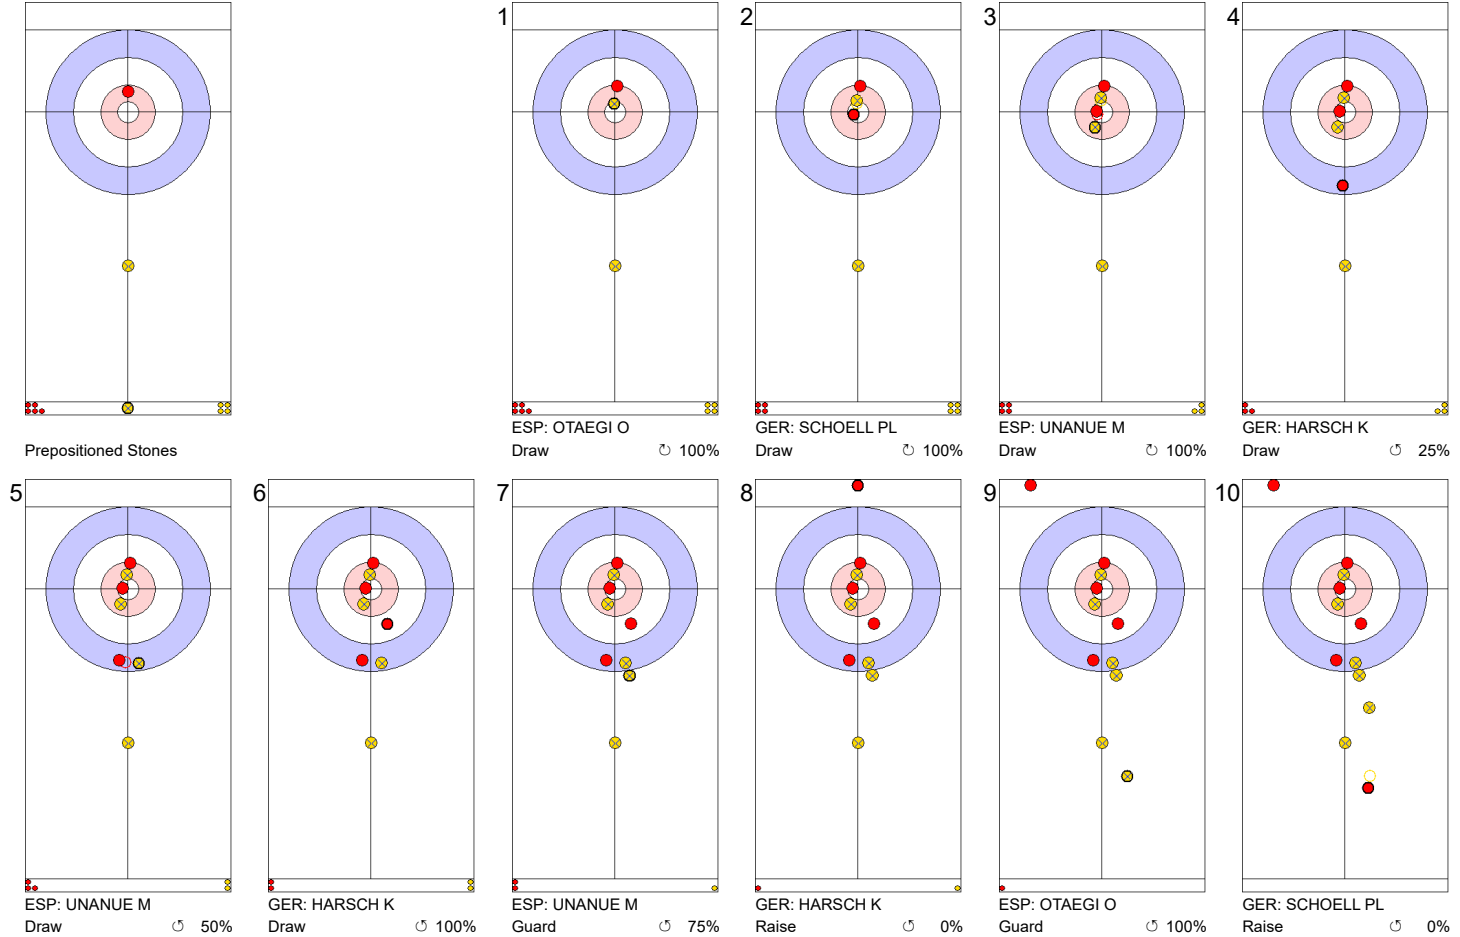 1
2
3
4
Prepositioned Stones
ESP: OTAEGI O
Draw ↻ 100%
GER: SCHOELL PL
Draw ↻ 100%
ESP: UNANUE M
Draw ↻ 100%
GER: HARSCH K
Draw ↺ 25%
5
6
7
8
9
10
ESP: UNANUE M
Draw ↺ 50%
GER: HARSCH K
Draw ↺ 100%
ESP: UNANUE M
Guard ↺ 75%
GER: HARSCH K
Raise ↺ 0%
ESP: OTAEGI O
Guard ↺ 100%
GER: SCHOELL PL
Raise ↺ 0%